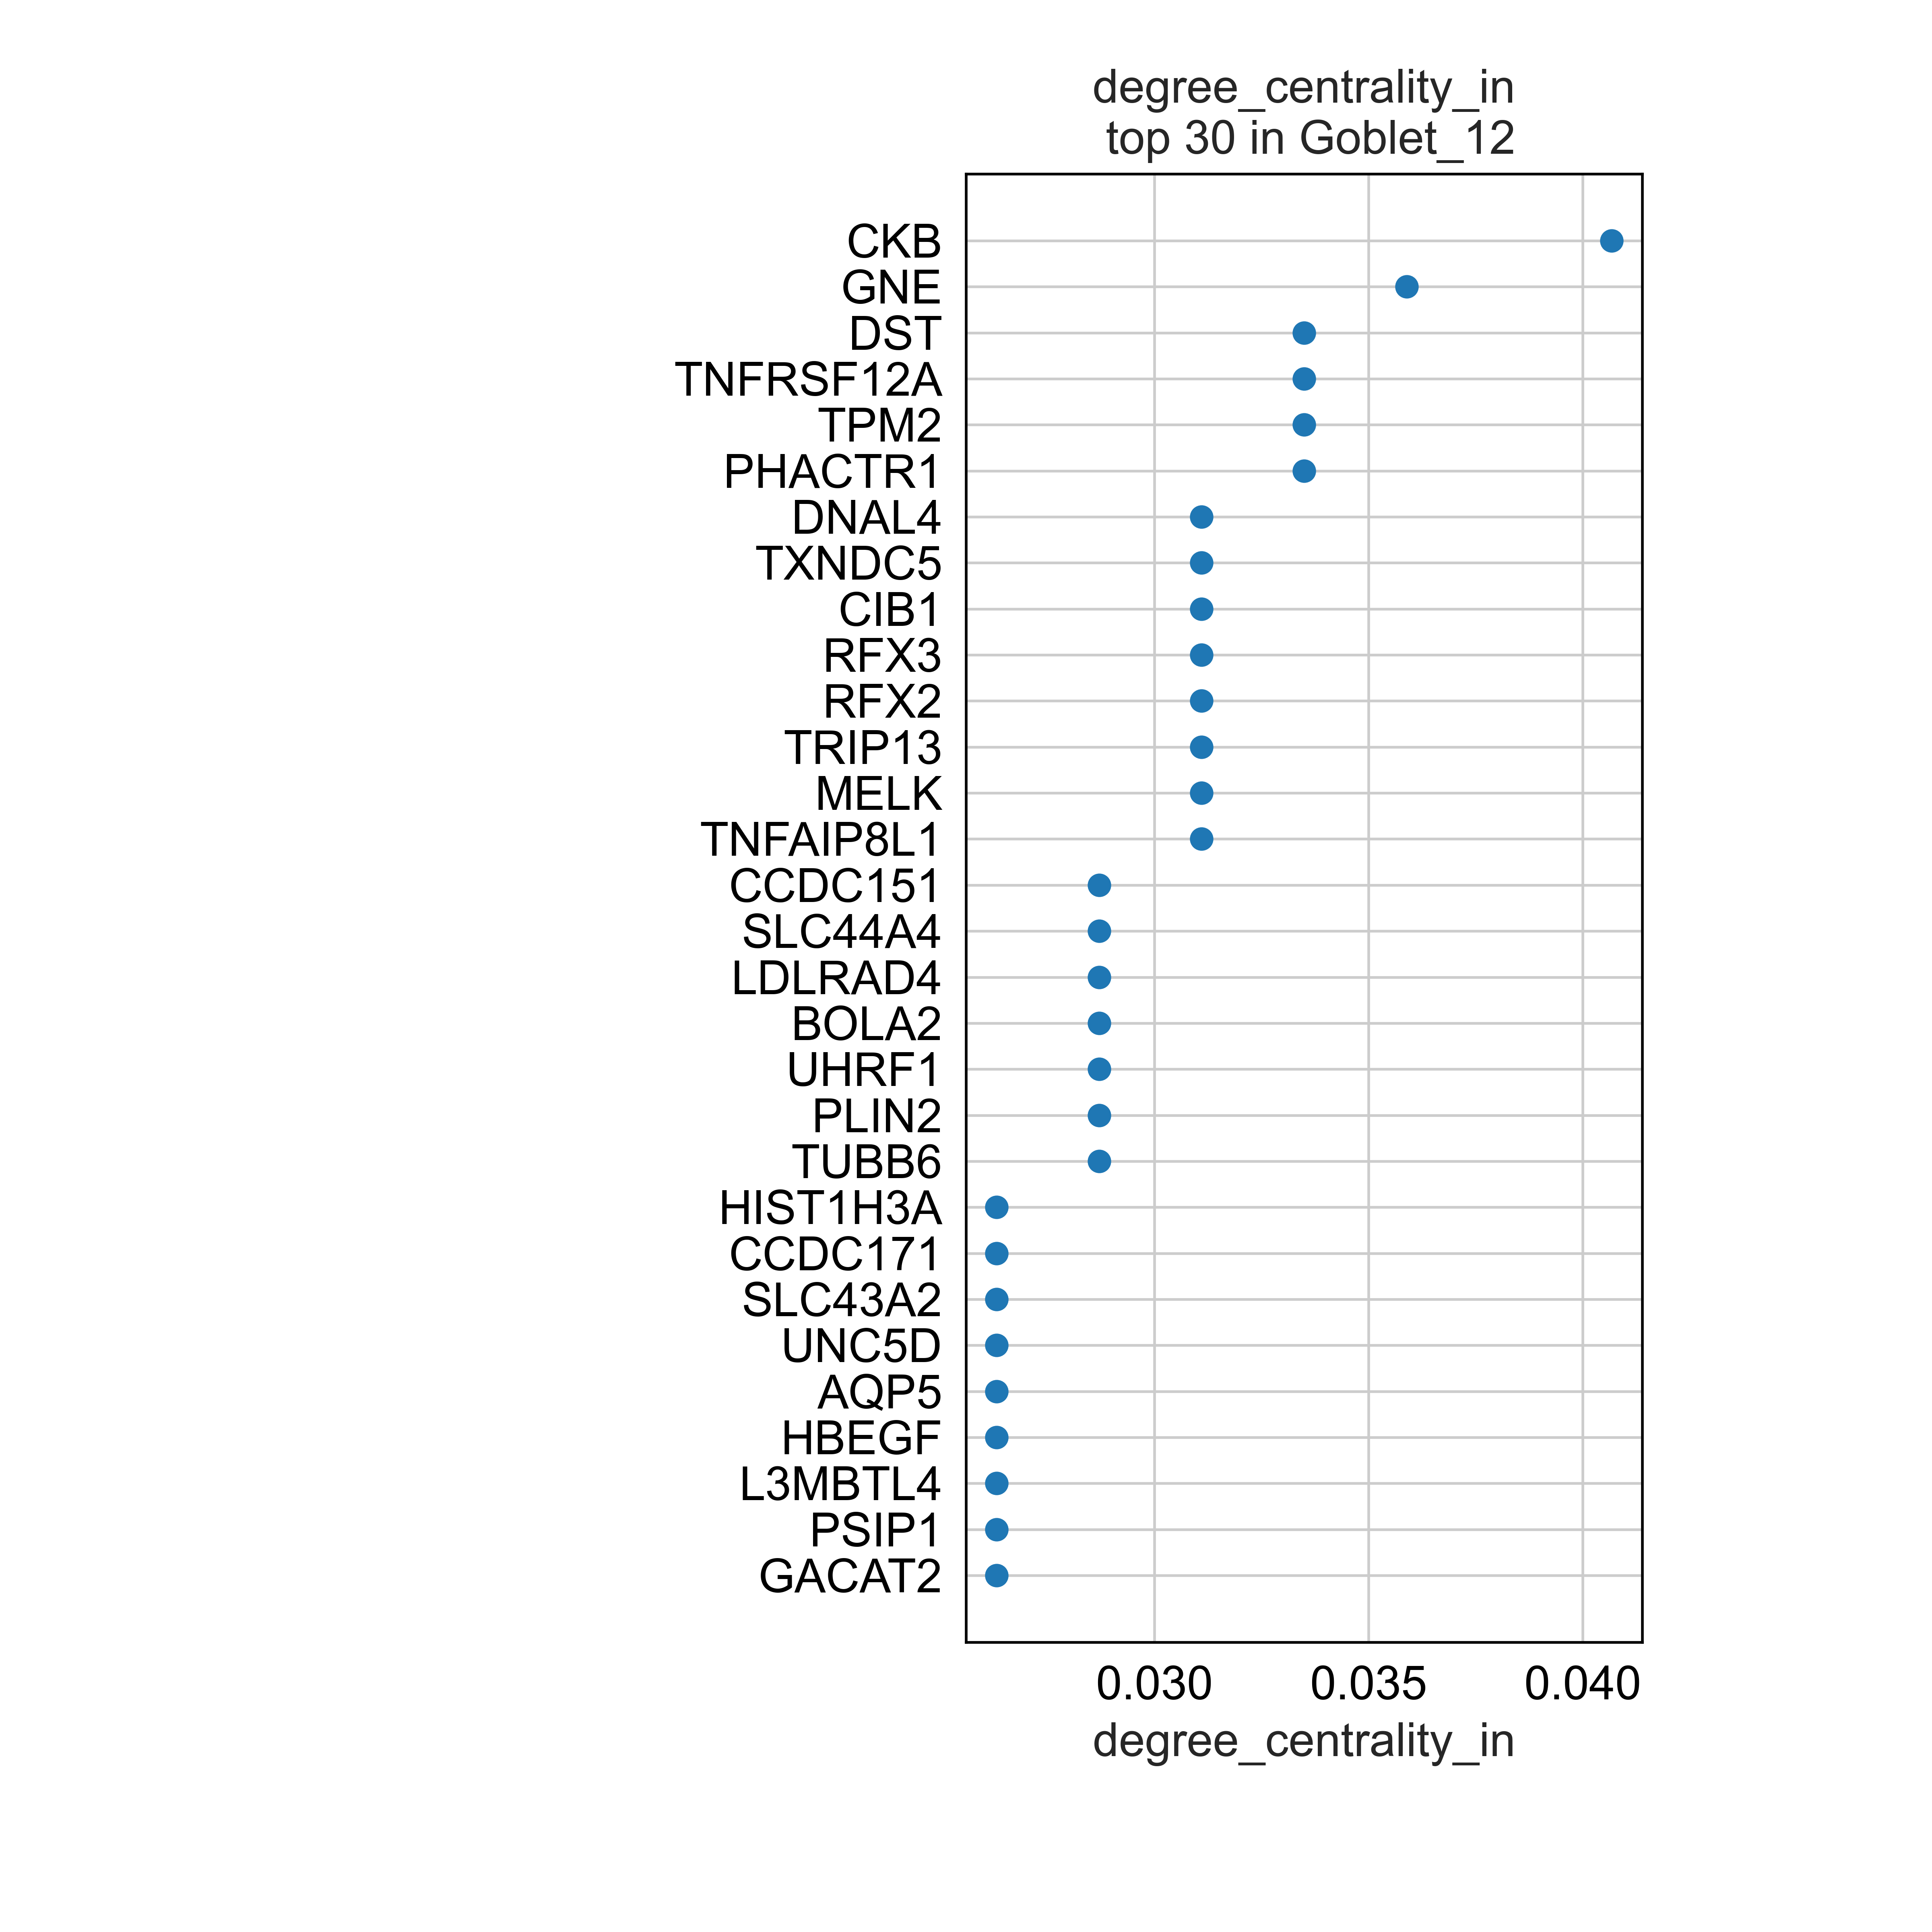 degree_centrality_in
top 30 in Goblet_12
CKB
GNE
DST
TNFRSF12A
TPM2
PHACTR1
DNAL4
TXNDC5
CIB1
RFX3
RFX2
TRIP13
MELK
TNFAIP8L1
CCDC151
SLC44A4
LDLRAD4
BOLA2
UHRF1
PLIN2
TUBB6
HIST1H3A
CCDC171
SLC43A2
UNC5D
AQP5
HBEGF
L3MBTL4
PSIP1
GACAT2
0.030 0.035 0.040
degree_centrality_in